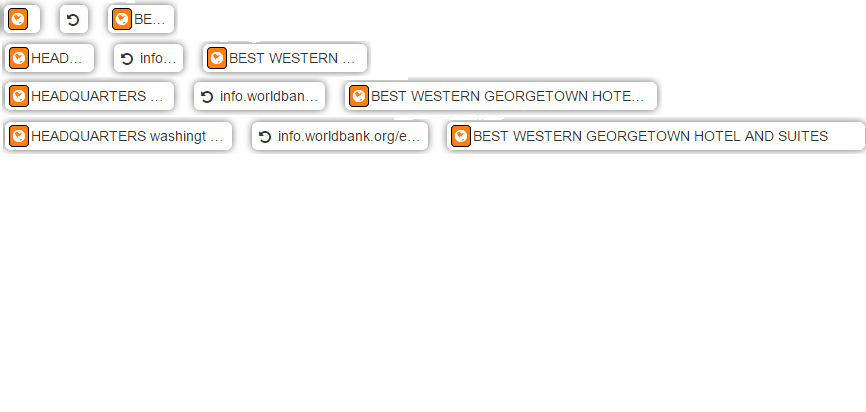 BE...
HEAD... info... BEST WESTERN ...
HEADQUARTERS ... info.worldban... BEST WESTERN GEORGETOWN HOTE...
HEADQUARTERS washingt ... info.worldbank.org/e... BEST WESTERN GEORGETOWN HOTEL AND SUITES